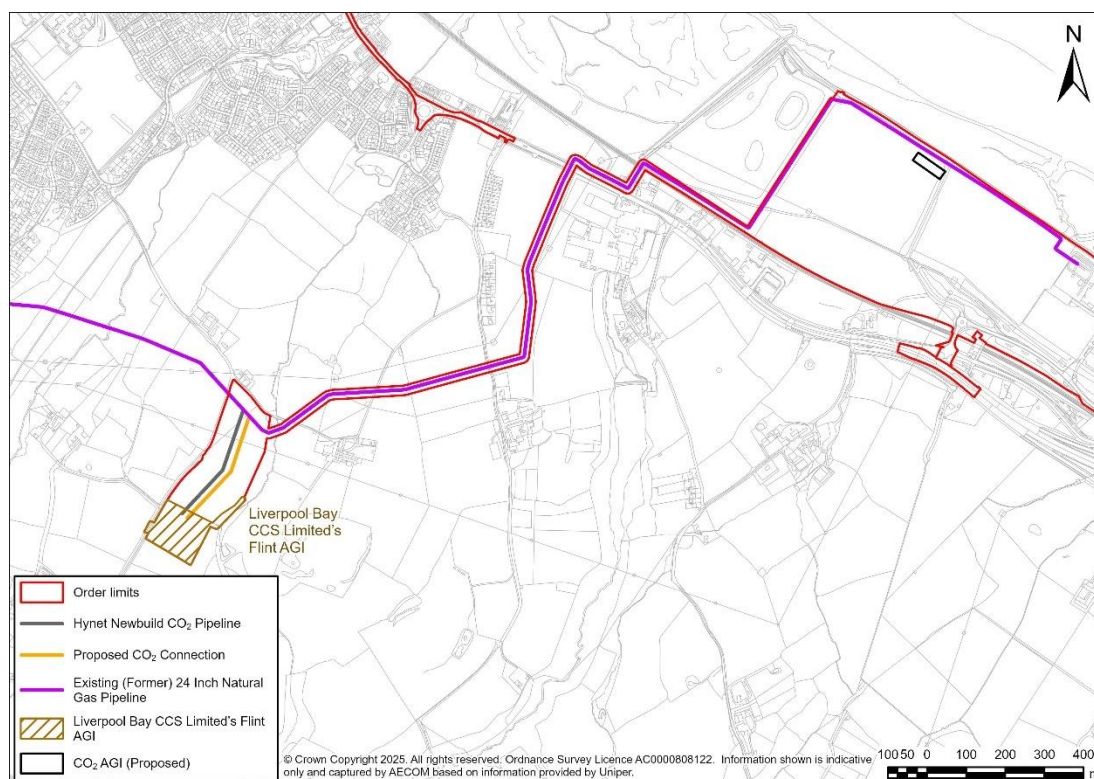 N
Liverpool Bay
CCS Limited's
Flint AGI
Order limits
Hynet Newbuild CO₂ Pipeline
Proposed CO₂ Connection
Existing (Former) 24 Inch Natural
Gas Pipeline
Liverpool Bay CCS Limited's Flint
AGI
CO₂ AGI (Proposed)
© Crown Copyright 2025. All rights reserved. Ordnance Survey Licence AC0000808122. Information shown is indicative
only and captured by AECOM based on information provided by Uniper.
100 50 0 100 200 300 400
m